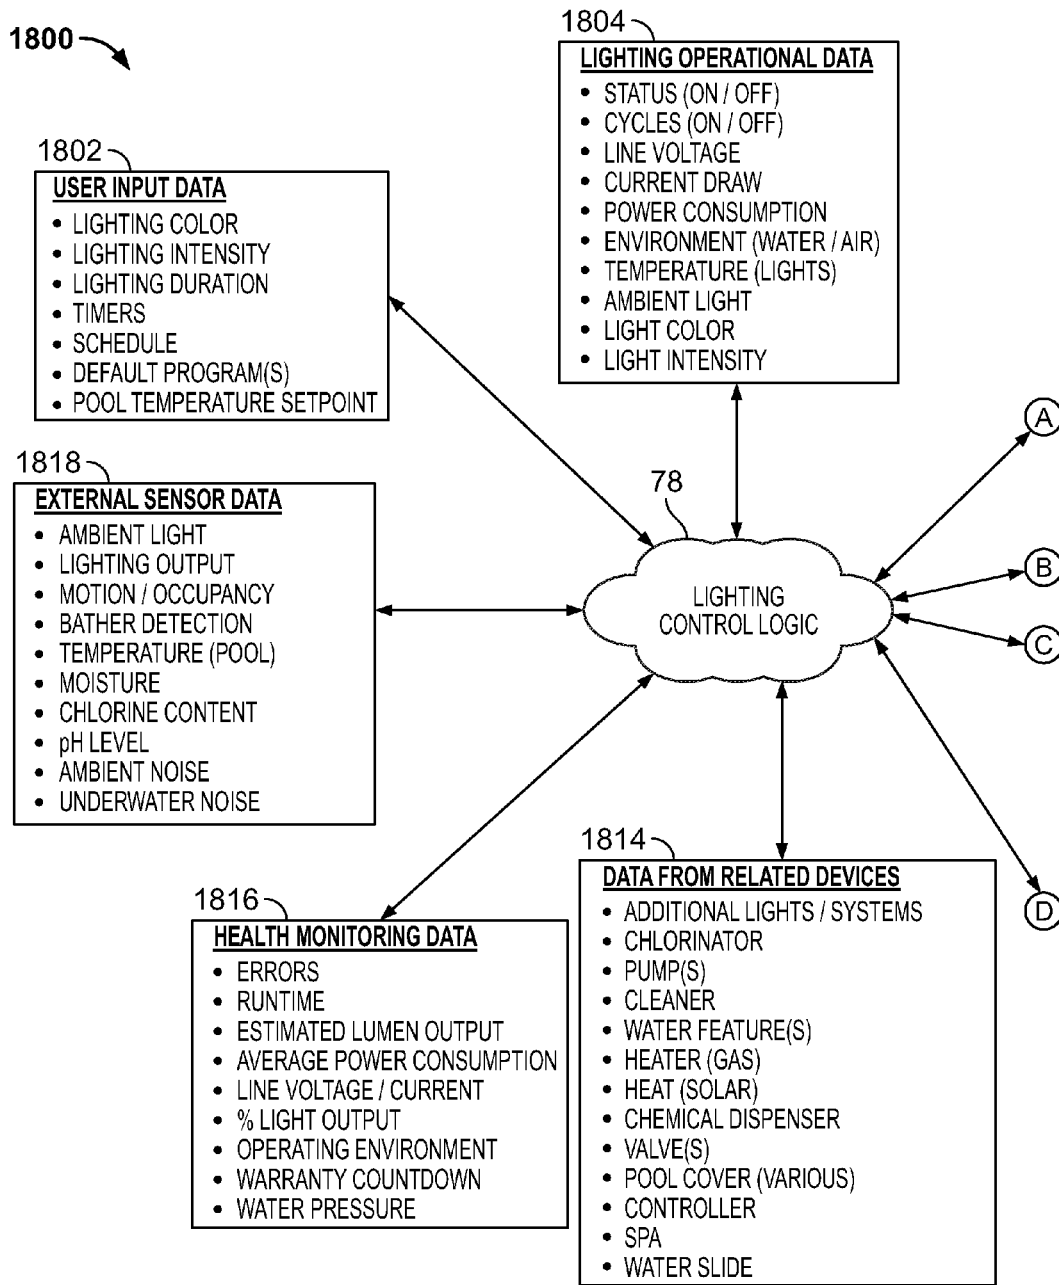 1800
1804
LIGHTING OPERATIONAL DATA
• STATUS (ON / OFF)
• CYCLES (ON / OFF)
• LINE VOLTAGE
• CURRENT DRAW
• POWER CONSUMPTION
• ENVIRONMENT (WATER / AIR)
• TEMPERATURE (LIGHTS)
• AMBIENT LIGHT
• LIGHT COLOR
• LIGHT INTENSITY
1802
USER INPUT DATA
• LIGHTING COLOR
• LIGHTING INTENSITY
• LIGHTING DURATION
• TIMERS
• SCHEDULE
• DEFAULT PROGRAM(S)
• POOL TEMPERATURE SETPOINT
1818
EXTERNAL SENSOR DATA
• AMBIENT LIGHT
• LIGHTING OUTPUT
• MOTION / OCCUPANCY
• BATHER DETECTION
• TEMPERATURE (POOL)
• MOISTURE
• CHLORINE CONTENT
• pH LEVEL
• AMBIENT NOISE
• UNDERWATER NOISE
78
LIGHTING
CONTROL LOGIC
A
B
C
D
1816
HEALTH MONITORING DATA
• ERRORS
• RUNTIME
• ESTIMATED LUMEN OUTPUT
• AVERAGE POWER CONSUMPTION
• LINE VOLTAGE / CURRENT
• % LIGHT OUTPUT
• OPERATING ENVIRONMENT
• WARRANTY COUNTDOWN
• WATER PRESSURE
1814
DATA FROM RELATED DEVICES
• ADDITIONAL LIGHTS / SYSTEMS
• CHLORINATOR
• PUMP(S)
• CLEANER
• WATER FEATURE(S)
• HEATER (GAS)
• HEAT (SOLAR)
• CHEMICAL DISPENSER
• VALVE(S)
• POOL COVER (VARIOUS)
• CONTROLLER
• SPA
• WATER SLIDE